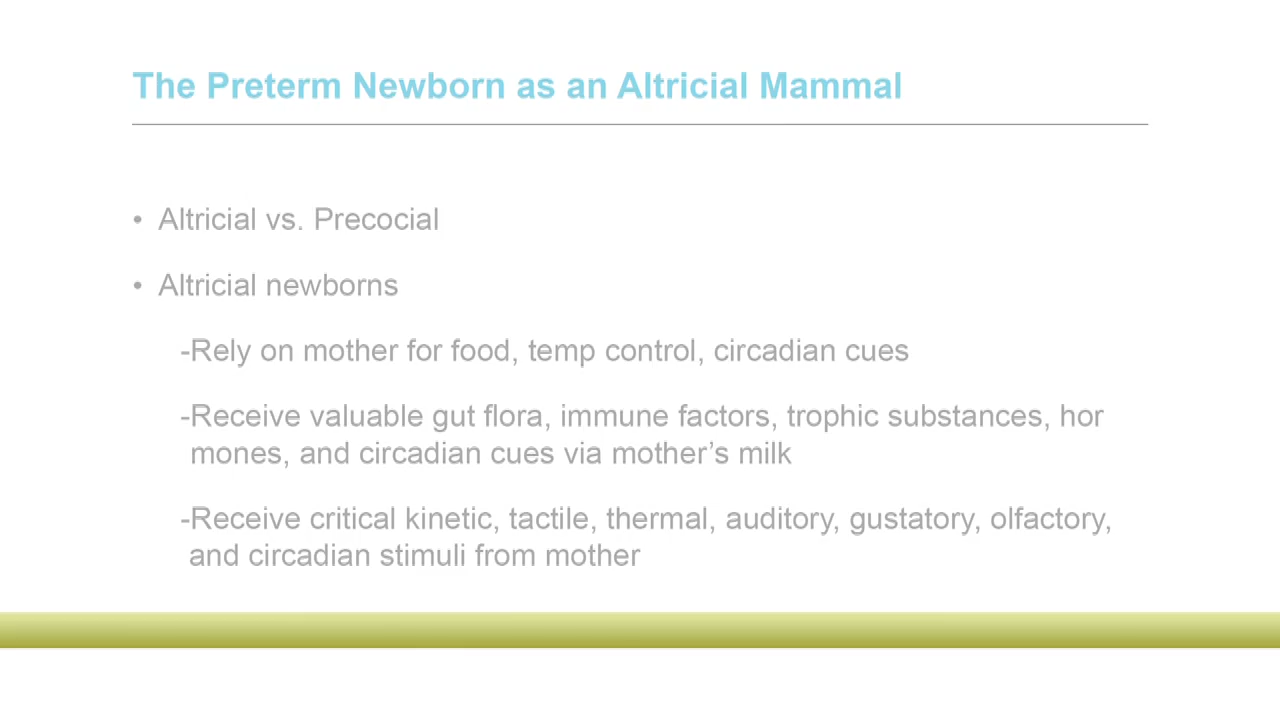 The Preterm Newborn as an Altricial Mammal
• Altricial vs. Precocial
• Altricial newborns
-Rely on mother for food, temp control, circadian cues
-Receive valuable gut flora, immune factors, trophic substances, hor
mones, and circadian cues via mother’s milk
-Receive critical kinetic, tactile, thermal, auditory, gustatory, olfactory,
and circadian stimuli from mother